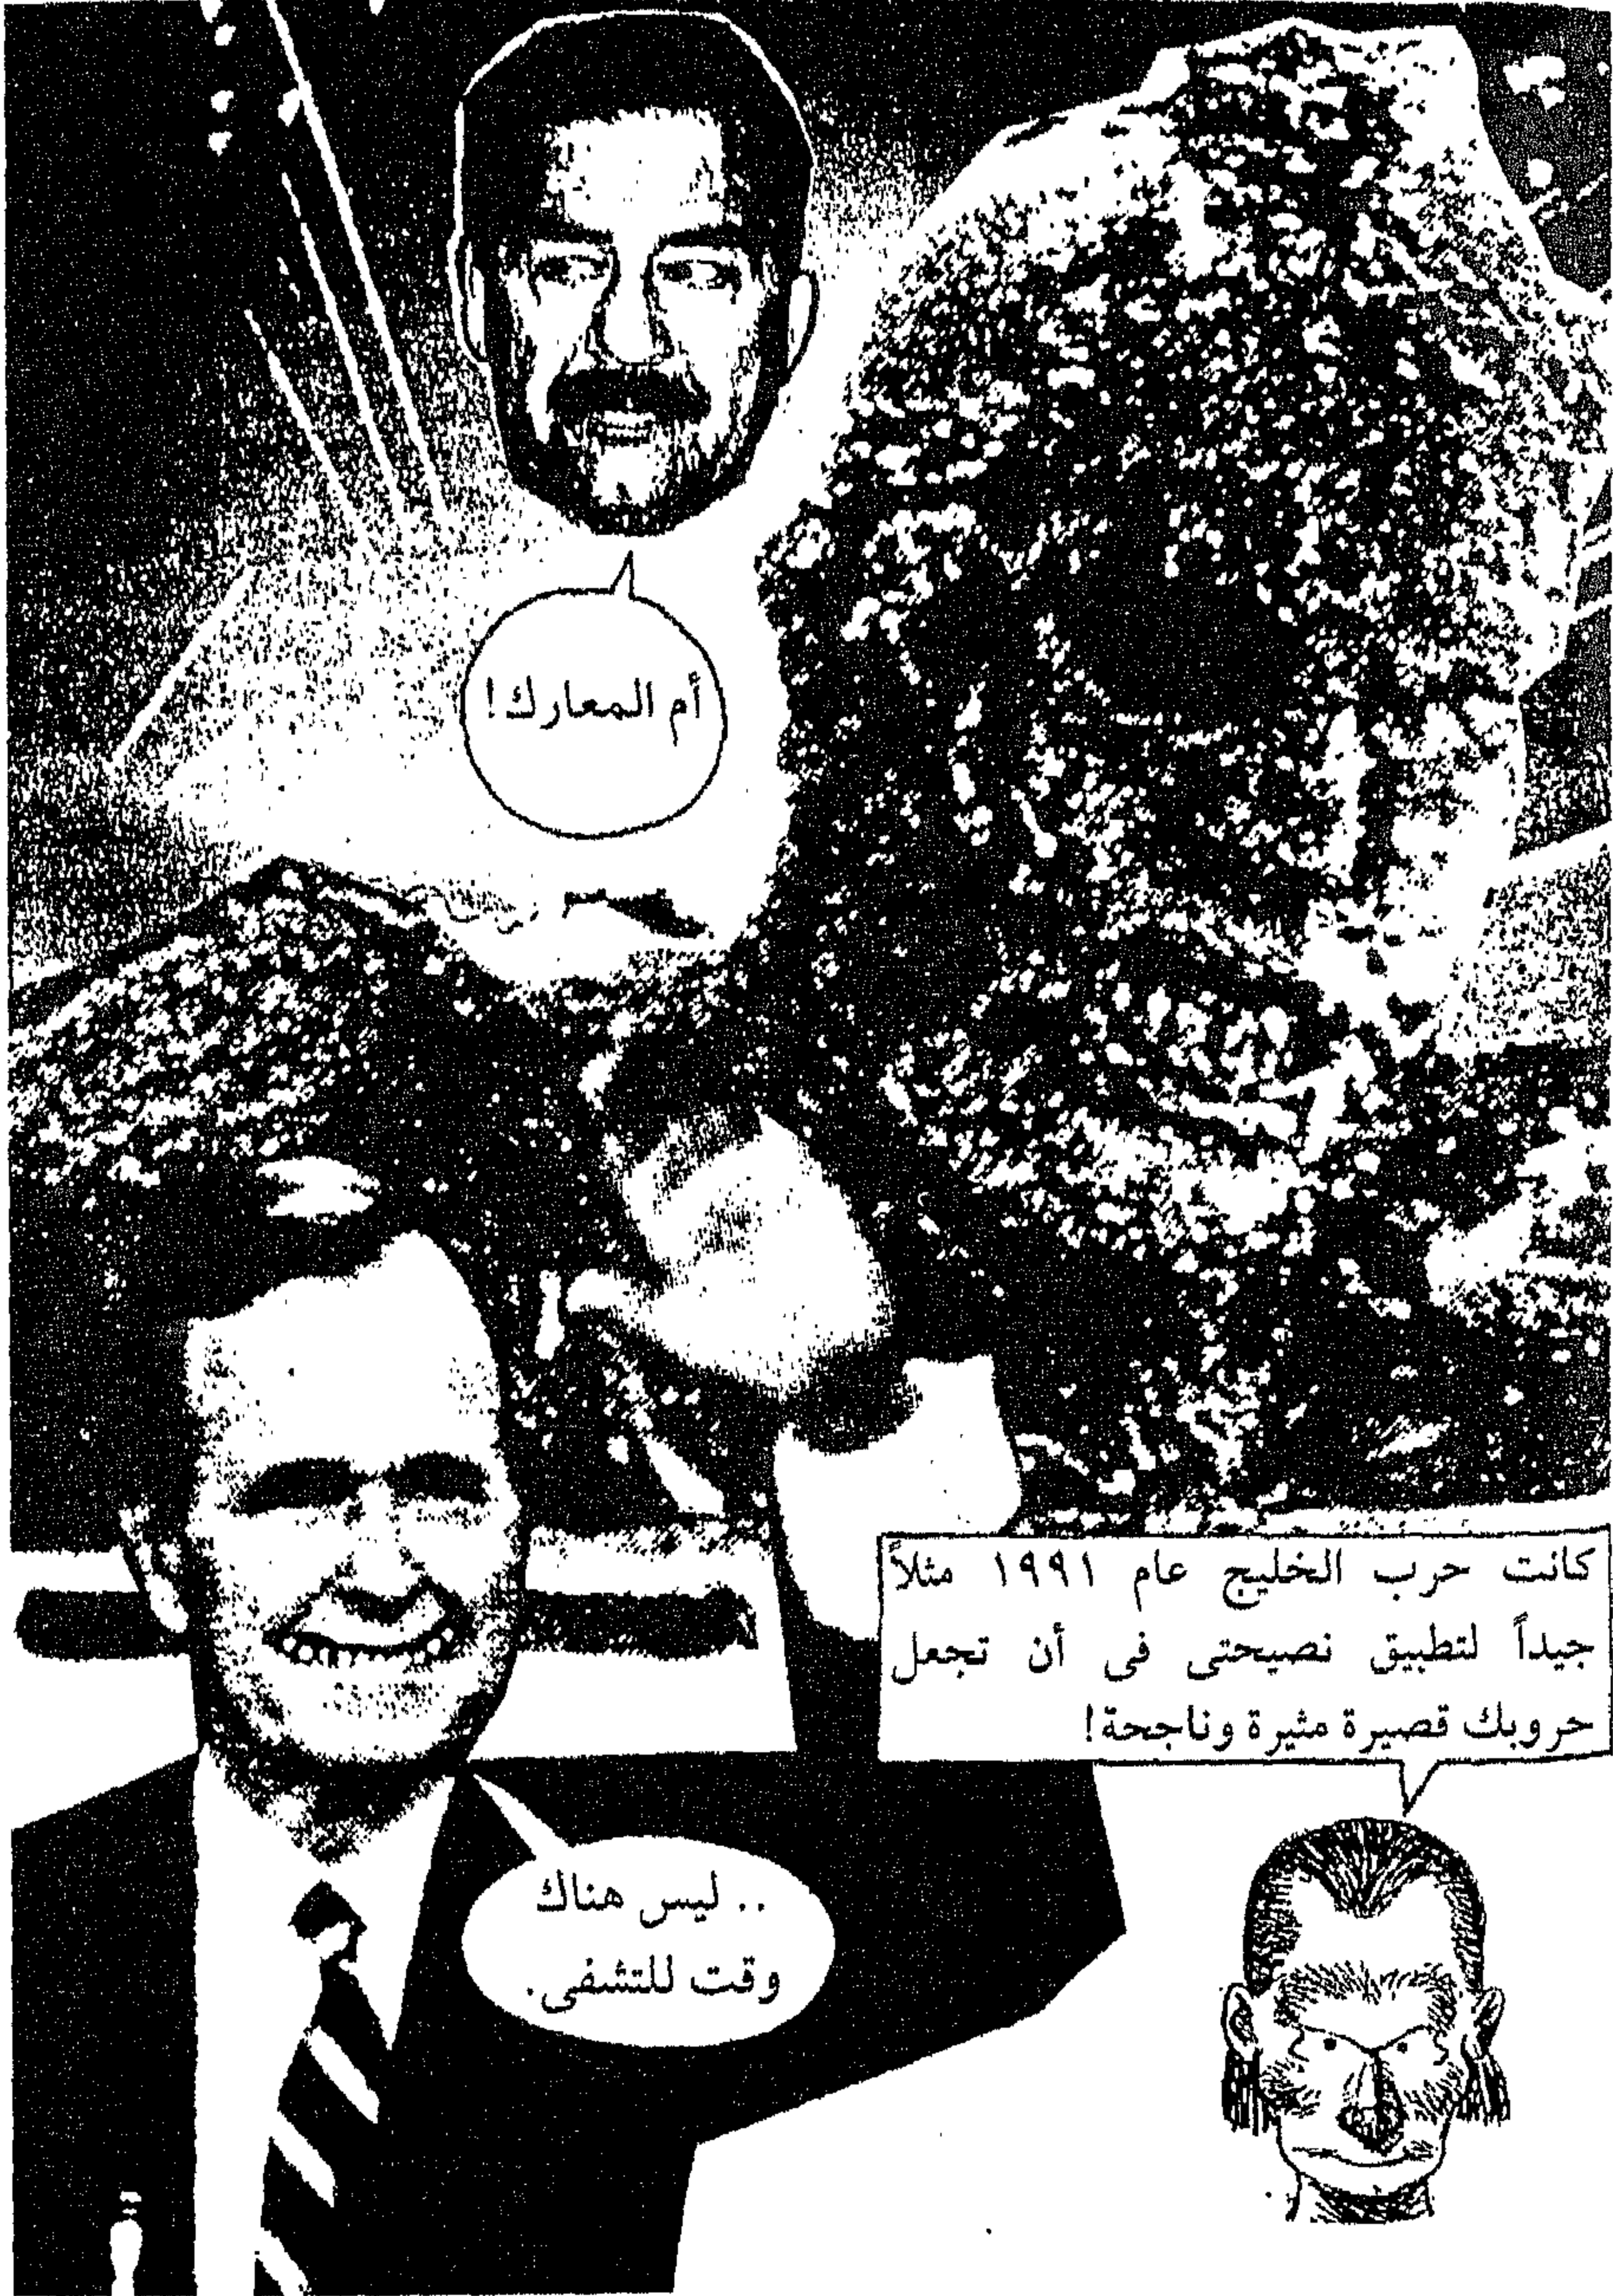 أم المعارك!
كانت حرب الخليج عام ١٩٩١ مثلاً
جيداً لتطبيق نصيحتى فى أن تجعل
حروبك قصيرة مثيرة وناجحة!
.. ليس هناك
وقت للتشفى.